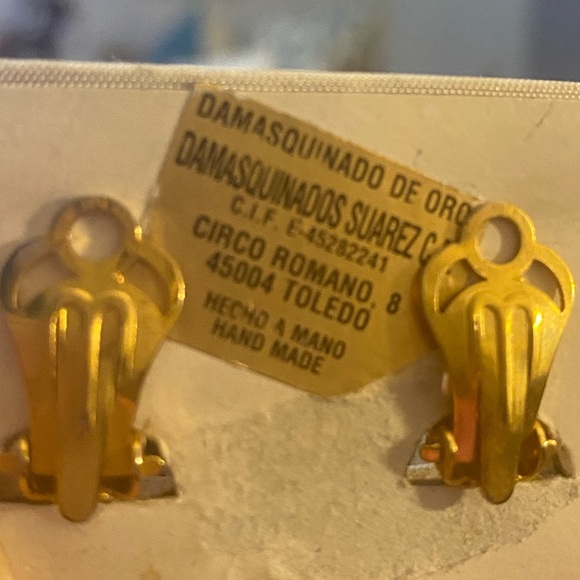 DAMASQUINADO DE ORO
DAMASQUINADOS SUAREZ C.
C.I.F. E-45282241
CIRCO ROMANO, 8
45004 TOLEDO
HECHO A MANO
HAND MADE